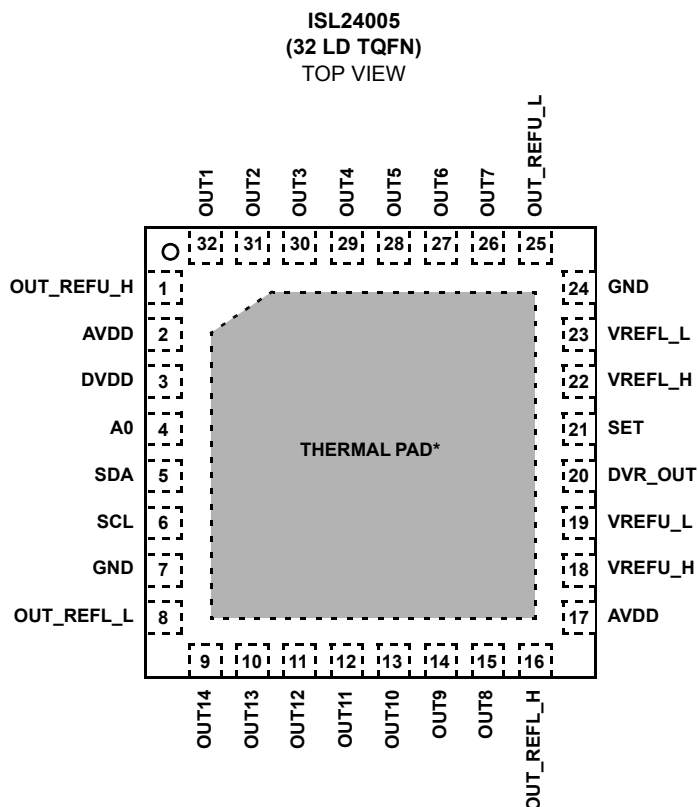 ISL24005
(32 LD TQFN)
TOP VIEW
OUT1
OUT2
OUT3
OUT4
OUT5
OUT6
OUT7
OUT_REFU_L
32 31 30 29 28 27 26 25
OUT_REFU_H 1
24 GND
AVDD 2
23 VREFL_L
DVDD 3
22 VREFL_H
A0 4
21 SET
THERMAL PAD*
SDA 5
20 DVR_OUT
SCL 6
19 VREFU_L
GND 7
18 VREFU_H
OUT_REFL_L 8
17 AVDD
9 10 11 12 13 14 15 16
OUT14
OUT13
OUT12
OUT11
OUT10
OUT9
OUT8
OUT_REFL_H